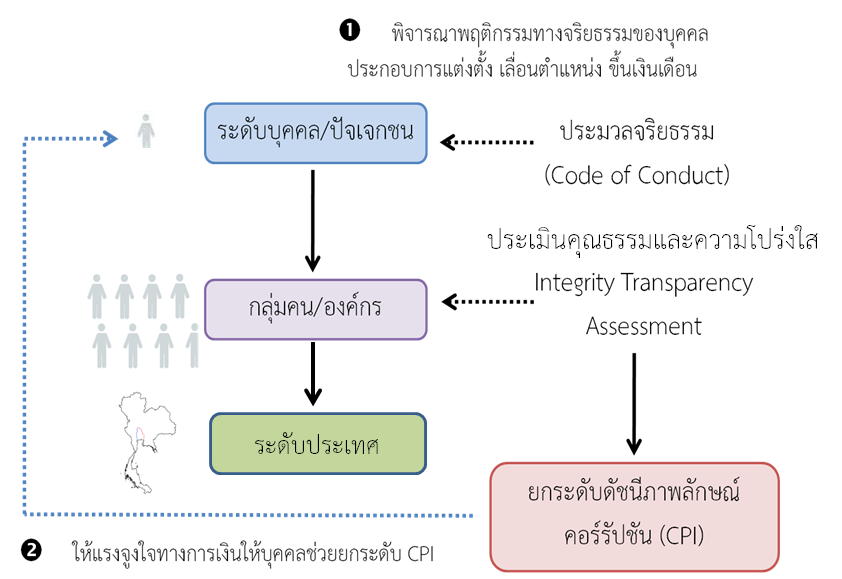 ❶ พิจารณาพฤติกรรมทางจริยธรรมของบุคคล
ประกอบการแต่งตั้ง เลื่อนตำแหน่ง ขึ้นเงินเดือน
ระดับบุคคล/ปัจเจกชน
ประมวลจริยธรรม
(Code of Conduct)
ประเมินคุณธรรมและความโปร่งใส
Integrity Transparency
Assessment
กลุ่มคน/องค์กร
ระดับประเทศ
ยกระดับดัชนีภาพลักษณ์
คอร์รัปชัน (CPI)
❷ ให้แรงจูงใจทางการเงินให้บุคคลช่วยยกระดับ CPI